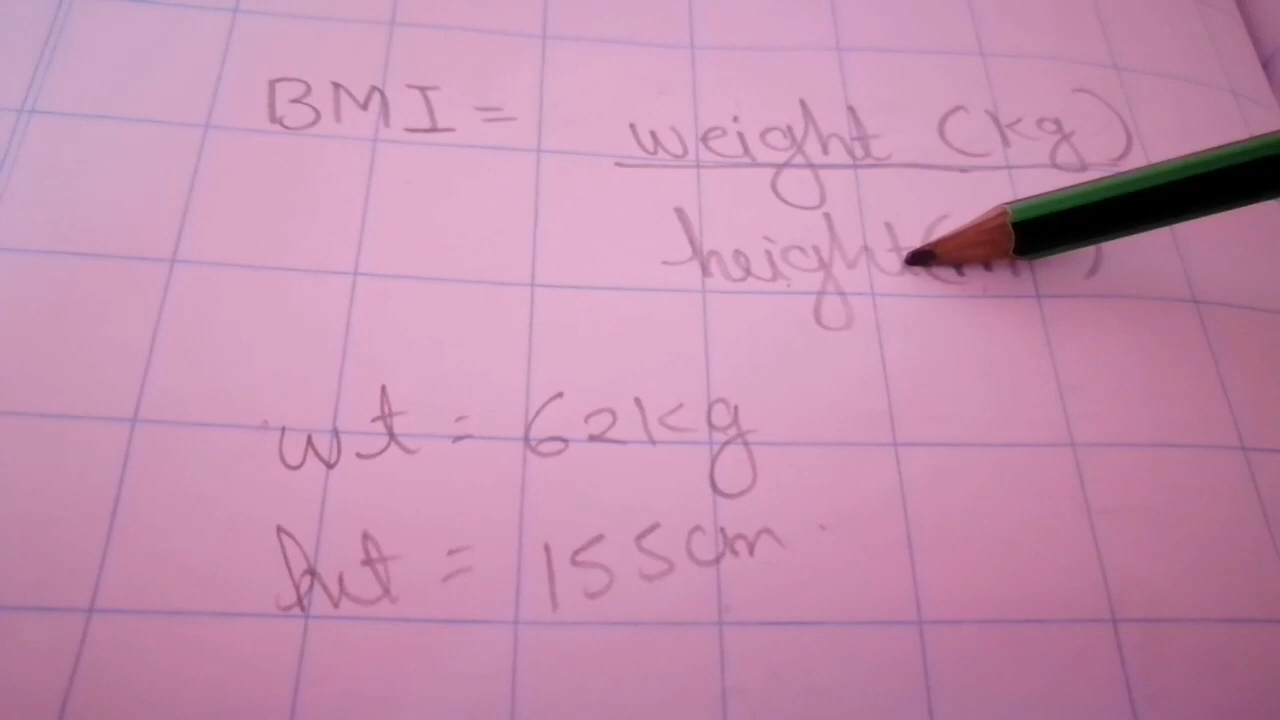 BMI = weight (kg)
height
wt = 62kg
ht = 155cm